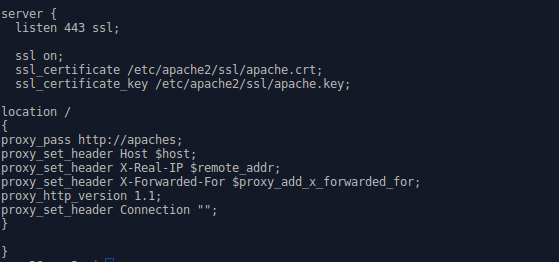 server {
  listen 443 ssl;

  ssl on;
  ssl_certificate /etc/apache2/ssl/apache.crt;
  ssl_certificate_key /etc/apache2/ssl/apache.key;

location /
{
proxy_pass http://apaches;
proxy_set_header Host $host;
proxy_set_header X-Real-IP $remote_addr;
proxy_set_header X-Forwarded-For $proxy_add_x_forwarded_for;
proxy_http_version 1.1;
proxy_set_header Connection "";
}

}